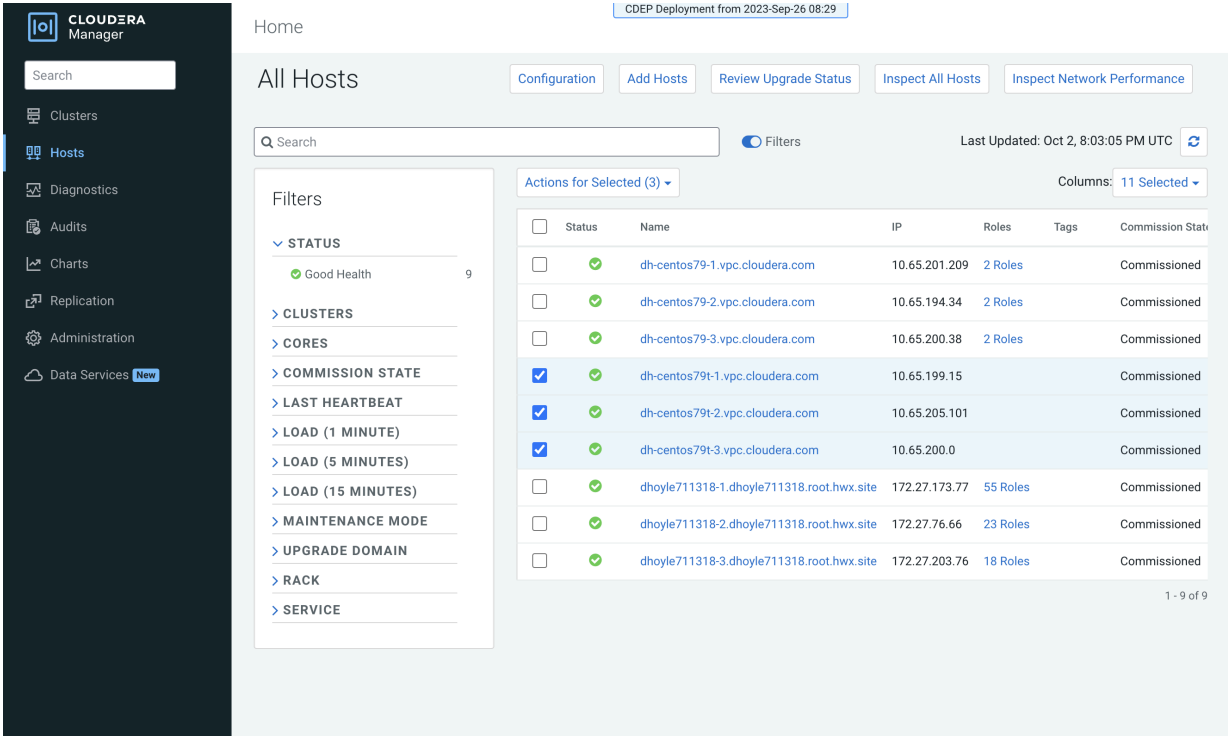 CLOUDERA
Manager
Search
Clusters
Hosts
Diagnostics
Audits
Charts
Replication
Administration
Data Services New
CDEP Deployment from 2023-Sep-26 08:29
Home
All Hosts
Configuration
Add Hosts
Review Upgrade Status
Inspect All Hosts
Inspect Network Performance
Search
Filters
Last Updated: Oct 2, 8:03:05 PM UTC
Filters
STATUS
Good Health 9
CLUSTERS
CORES
COMMISSION STATE
LAST HEARTBEAT
LOAD (1 MINUTE)
LOAD (5 MINUTES)
LOAD (15 MINUTES)
MAINTENANCE MODE
UPGRADE DOMAIN
RACK
SERVICE
Actions for Selected (3)
Columns: 11 Selected
Status Name IP Roles Tags Commission State
dh-centos79-1.vpc.cloudera.com 10.65.201.209 2 Roles Commissioned
dh-centos79-2.vpc.cloudera.com 10.65.194.34 2 Roles Commissioned
dh-centos79-3.vpc.cloudera.com 10.65.200.38 2 Roles Commissioned
dh-centos79t-1.vpc.cloudera.com 10.65.199.15 Commissioned
dh-centos79t-2.vpc.cloudera.com 10.65.205.101 Commissioned
dh-centos79t-3.vpc.cloudera.com 10.65.200.0 Commissioned
dhoyle711318-1.dhoyle711318.root.hwx.site 172.27.173.77 55 Roles Commissioned
dhoyle711318-2.dhoyle711318.root.hwx.site 172.27.76.66 23 Roles Commissioned
dhoyle711318-3.dhoyle711318.root.hwx.site 172.27.203.76 18 Roles Commissioned
1 - 9 of 9